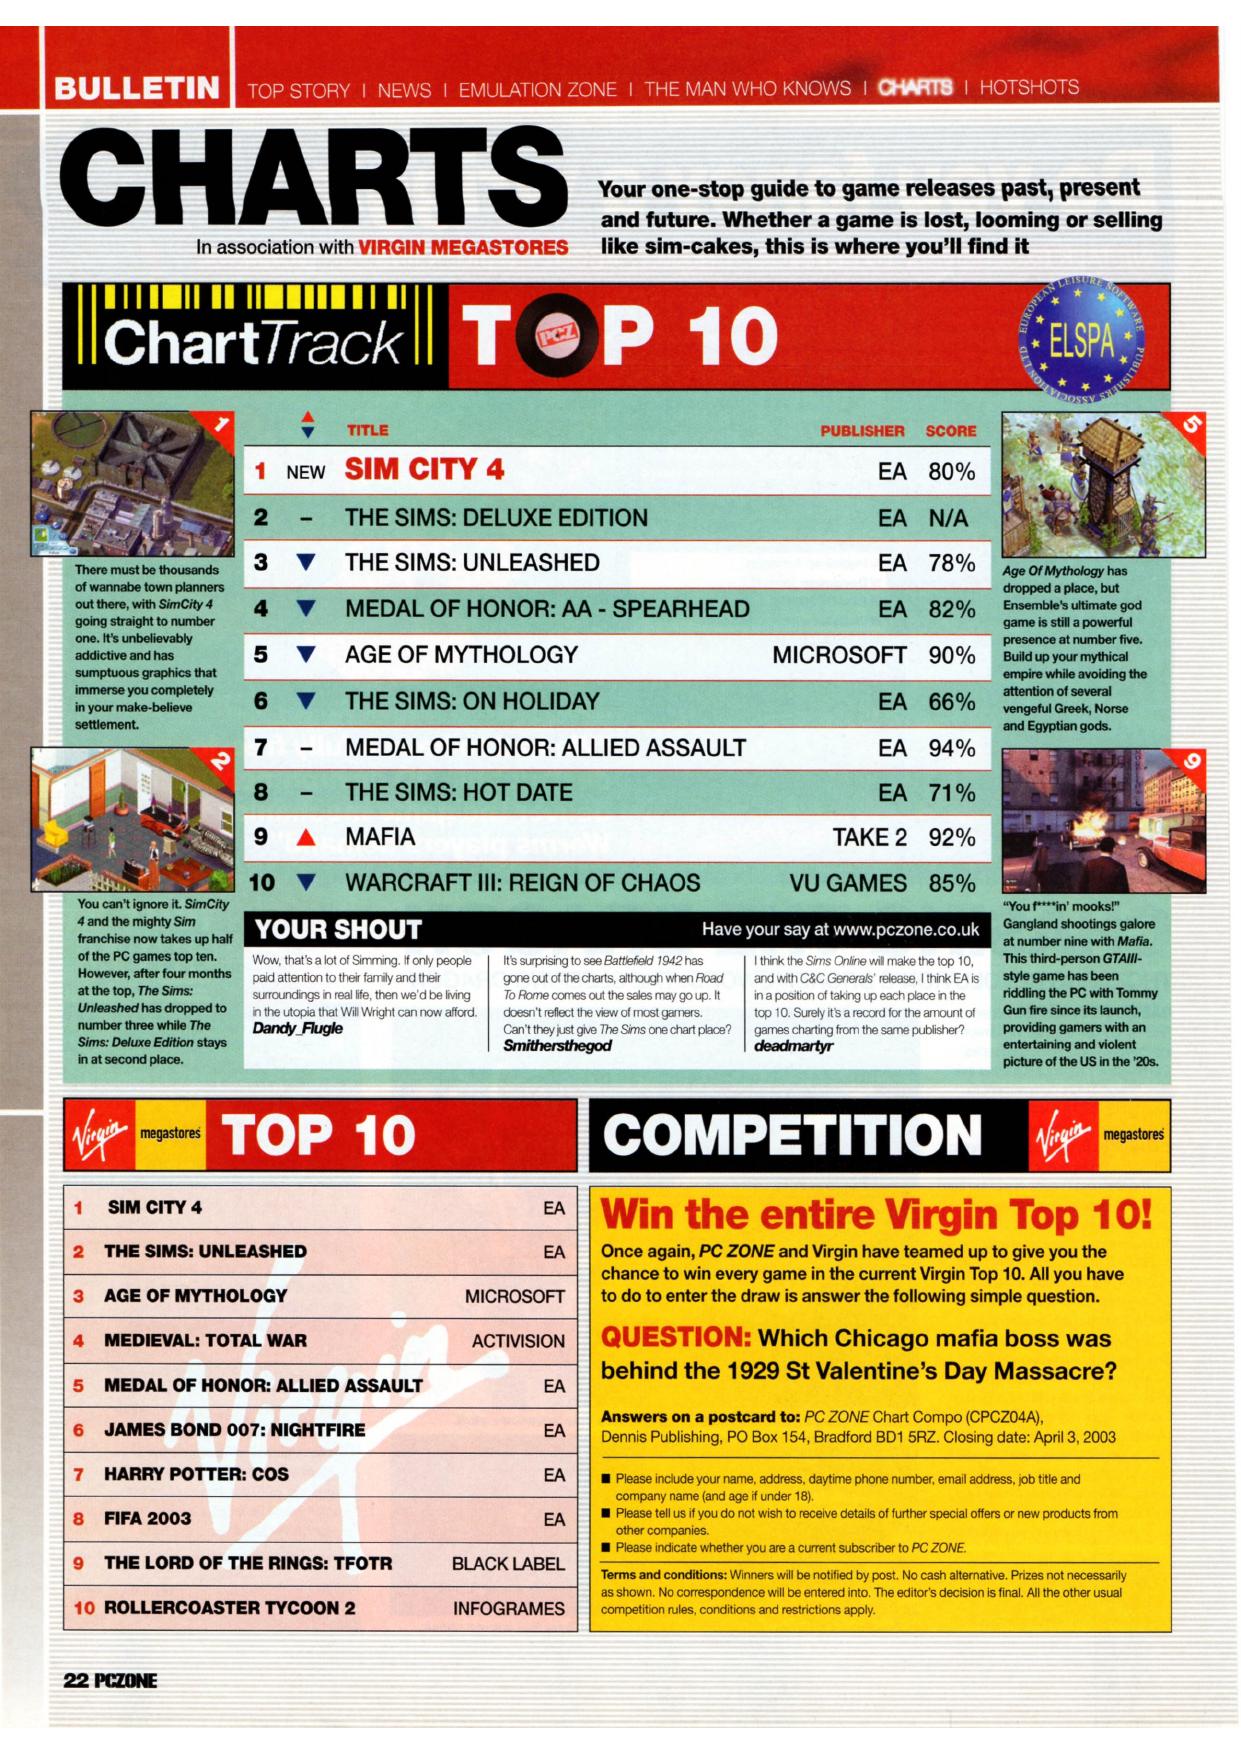 BULLETIN
TOP STORY | NEWS | EMULATION ZONE | THE MAN WHO KNOWS | CHARTS | HOTSHOTS
CHARTS
In association with VIRGIN MEGASTORES
Your one-stop guide to game releases past, present
and future. Whether a game is lost, looming or selling
like sim-cakes, this is where you'll find it
ChartTrack
TOP 10
PCZ
EUROPEAN LEISURE SOFTWARE PUBLISHERS ASSOCIATION LTD
ELSPA
TITLE PUBLISHER SCORE
1 NEW SIM CITY 4 EA 80%
2 – THE SIMS: DELUXE EDITION EA N/A
3 ▼ THE SIMS: UNLEASHED EA 78%
4 ▼ MEDAL OF HONOR: AA - SPEARHEAD EA 82%
5 ▼ AGE OF MYTHOLOGY MICROSOFT 90%
6 ▼ THE SIMS: ON HOLIDAY EA 66%
7 – MEDAL OF HONOR: ALLIED ASSAULT EA 94%
8 – THE SIMS: HOT DATE EA 71%
9 ▲ MAFIA TAKE 2 92%
10 ▼ WARCRAFT III: REIGN OF CHAOS VU GAMES 85%
1
There must be thousands
of wannabe town planners
out there, with SimCity 4
going straight to number
one. It's unbelievably
addictive and has
sumptuous graphics that
immerse you completely
in your make-believe
settlement.
2
You can't ignore it. SimCity
4 and the mighty Sim
franchise now takes up half
of the PC games top ten.
However, after four months
at the top, The Sims:
Unleashed has dropped to
number three while The
Sims: Deluxe Edition stays
in at second place.
5
Age Of Mythology has
dropped a place, but
Ensemble's ultimate god
game is still a powerful
presence at number five.
Build up your mythical
empire while avoiding the
attention of several
vengeful Greek, Norse
and Egyptian gods.
9
"You f****in' mooks!"
Gangland shootings galore
at number nine with Mafia.
This third-person GTAIII-
style game has been
riddling the PC with Tommy
Gun fire since its launch,
providing gamers with an
entertaining and violent
picture of the US in the '20s.
YOUR SHOUT
Have your say at www.pczone.co.uk
Wow, that's a lot of Simming. If only people
paid attention to their family and their
surroundings in real life, then we'd be living
in the utopia that Will Wright can now afford.
Dandy_Flugle
It's surprising to see Battlefield 1942 has
gone out of the charts, although when Road
To Rome comes out the sales may go up. It
doesn't reflect the view of most gamers.
Can't they just give The Sims one chart place?
Smithersthegod
I think the Sims Online will make the top 10,
and with C&C Generals' release, I think EA is
in a position of taking up each place in the
top 10. Surely it's a record for the amount of
games charting from the same publisher?
deadmartyr
Virgin megastores TOP 10
1 SIM CITY 4 EA
2 THE SIMS: UNLEASHED EA
3 AGE OF MYTHOLOGY MICROSOFT
4 MEDIEVAL: TOTAL WAR ACTIVISION
5 MEDAL OF HONOR: ALLIED ASSAULT EA
6 JAMES BOND 007: NIGHTFIRE EA
7 HARRY POTTER: COS EA
8 FIFA 2003 EA
9 THE LORD OF THE RINGS: TFOTR BLACK LABEL
10 ROLLERCOASTER TYCOON 2 INFOGRAMES
Virgin
COMPETITION Virgin megastores
Win the entire Virgin Top 10!
Once again, PC ZONE and Virgin have teamed up to give you the
chance to win every game in the current Virgin Top 10. All you have
to do to enter the draw is answer the following simple question.
QUESTION: Which Chicago mafia boss was
behind the 1929 St Valentine's Day Massacre?
Answers on a postcard to: PC ZONE Chart Compo (CPCZ04A),
Dennis Publishing, PO Box 154, Bradford BD1 5RZ. Closing date: April 3, 2003
■ Please include your name, address, daytime phone number, email address, job title and
company name (and age if under 18).
■ Please tell us if you do not wish to receive details of further special offers or new products from
other companies.
■ Please indicate whether you are a current subscriber to PC ZONE.
Terms and conditions: Winners will be notified by post. No cash alternative. Prizes not necessarily
as shown. No correspondence will be entered into. The editor's decision is final. All the other usual
competition rules, conditions and restrictions apply.
22 PCZONE